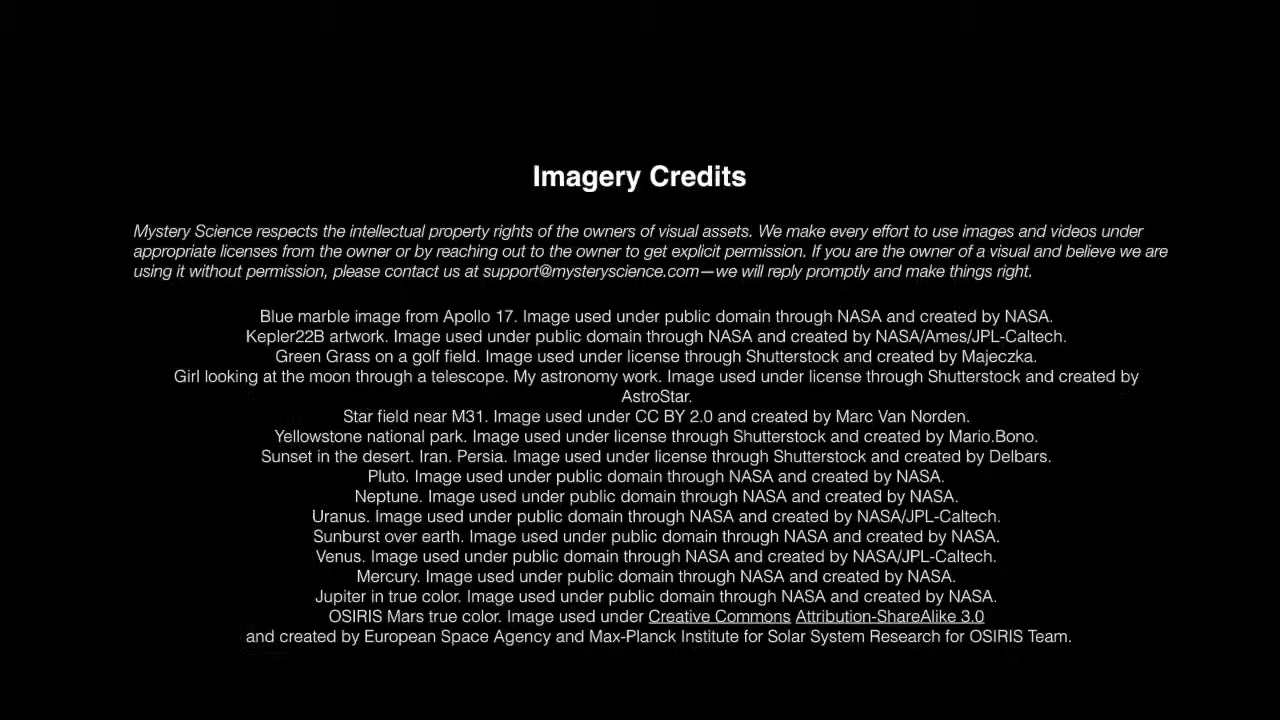 Imagery Credits
Mystery Science respects the intellectual property rights of the owners of visual assets. We make every effort to use images and videos under
appropriate licenses from the owner or by reaching out to the owner to get explicit permission. If you are the owner of a visual and believe we are
using it without permission, please contact us at support@mysteryscience.com—we will reply promptly and make things right.
Blue marble image from Apollo 17. Image used under public domain through NASA and created by NASA.
Kepler22B artwork. Image used under public domain through NASA and created by NASA/Ames/JPL-Caltech.
Green Grass on a golf field. Image used under license through Shutterstock and created by Majeczka.
Girl looking at the moon through a telescope. My astronomy work. Image used under license through Shutterstock and created by
AstroStar.
Star field near M31. Image used under CC BY 2.0 and created by Marc Van Norden.
Yellowstone national park. Image used under license through Shutterstock and created by Mario.Bono.
Sunset in the desert. Iran. Persia. Image used under license through Shutterstock and created by Delbars.
Pluto. Image used under public domain through NASA and created by NASA.
Neptune. Image used under public domain through NASA and created by NASA.
Uranus. Image used under public domain through NASA and created by NASA/JPL-Caltech.
Sunburst over earth. Image used under public domain through NASA and created by NASA.
Venus. Image used under public domain through NASA and created by NASA/JPL-Caltech.
Mercury. Image used under public domain through NASA and created by NASA.
Jupiter in true color. Image used under public domain through NASA and created by NASA.
OSIRIS Mars true color. Image used under Creative Commons Attribution-ShareAlike 3.0
and created by European Space Agency and Max-Planck Institute for Solar System Research for OSIRIS Team.